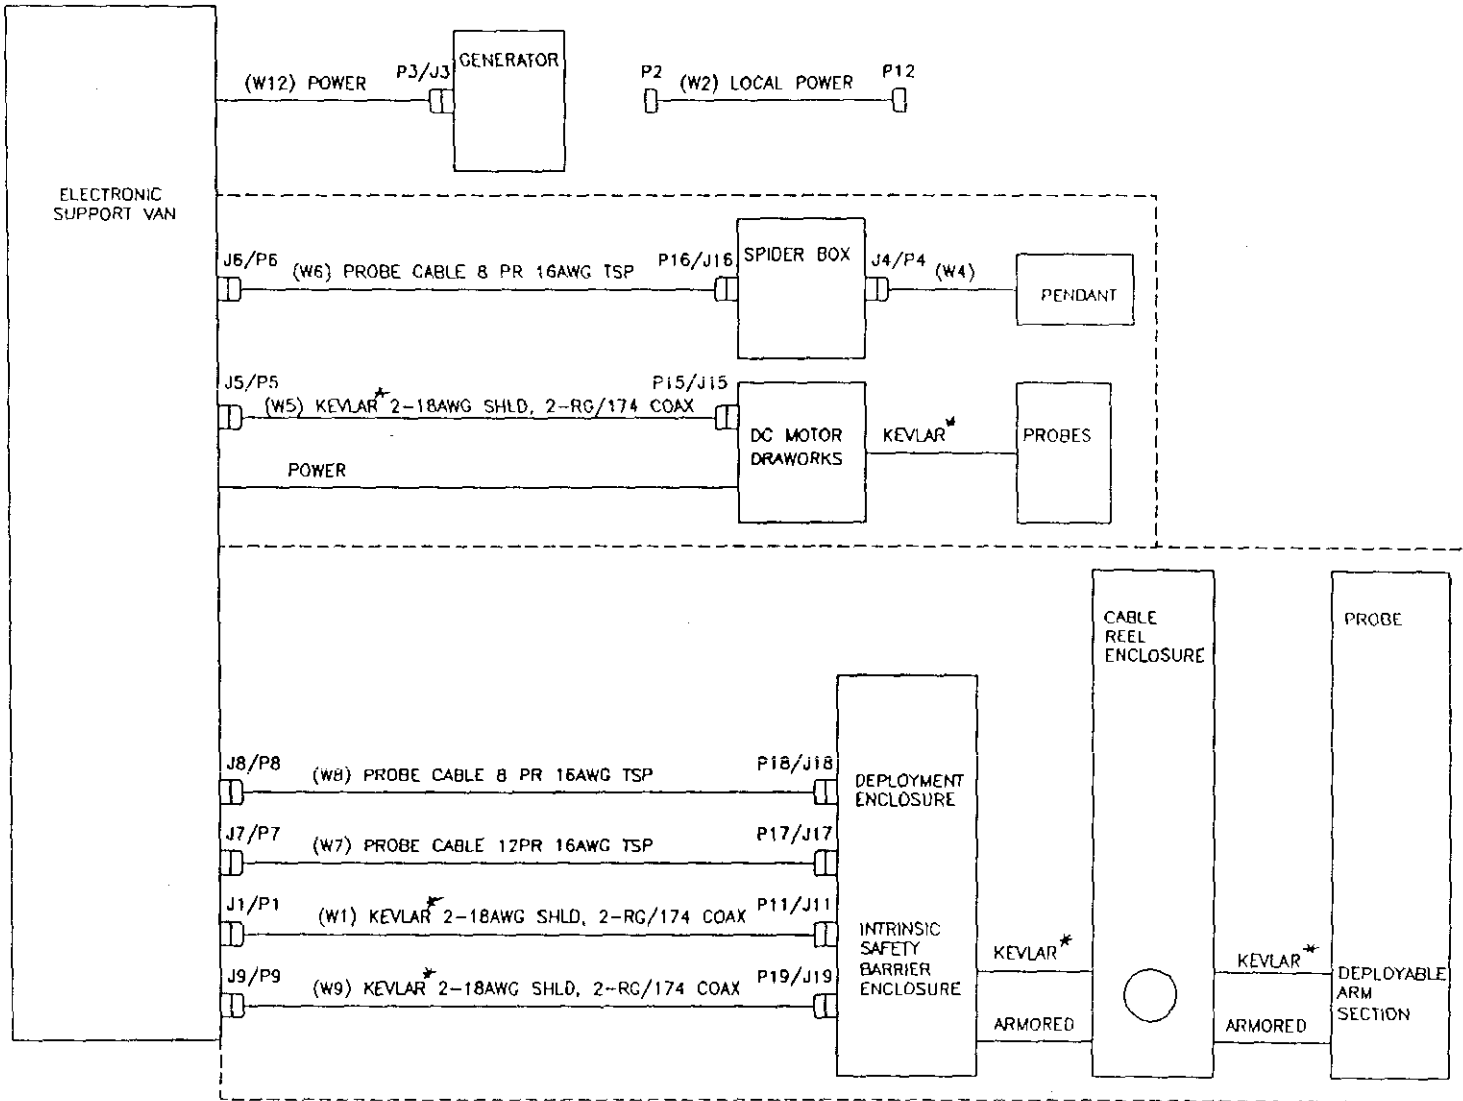 GENERATOR
(W12) POWER
P3/J3
P2
(W2) LOCAL POWER
P12
ELECTRONIC
SUPPORT VAN
J6/P6
(W6) PROBE CABLE 8 PR 16AWG TSP
P16/J16
SPIDER BOX
J4/P4
(W4)
PENDANT
J5/P5
(W5) KEVLAR* 2-18AWG SHLD, 2-RG/174 COAX
P15/J15
DC MOTOR
DRAWORKS
KEVLAR*
PROBES
POWER
CABLE
REEL
ENCLOSURE
PROBE
J8/P8
(W8) PROBE CABLE 8 PR 16AWG TSP
P18/J18
DEPLOYMENT
ENCLOSURE
J7/P7
(W7) PROBE CABLE 12PR 16AWG TSP
P17/J17
J1/P1
(W1) KEVLAR* 2-18AWG SHLD, 2-RG/174 COAX
P11/J11
INTRINSIC
SAFETY
BARRIER
ENCLOSURE
J9/P9
(W9) KEVLAR* 2-18AWG SHLD, 2-RG/174 COAX
P19/J19
KEVLAR*
ARMORED
KEVLAR*
ARMORED
DEPLOYABLE
ARM
SECTION